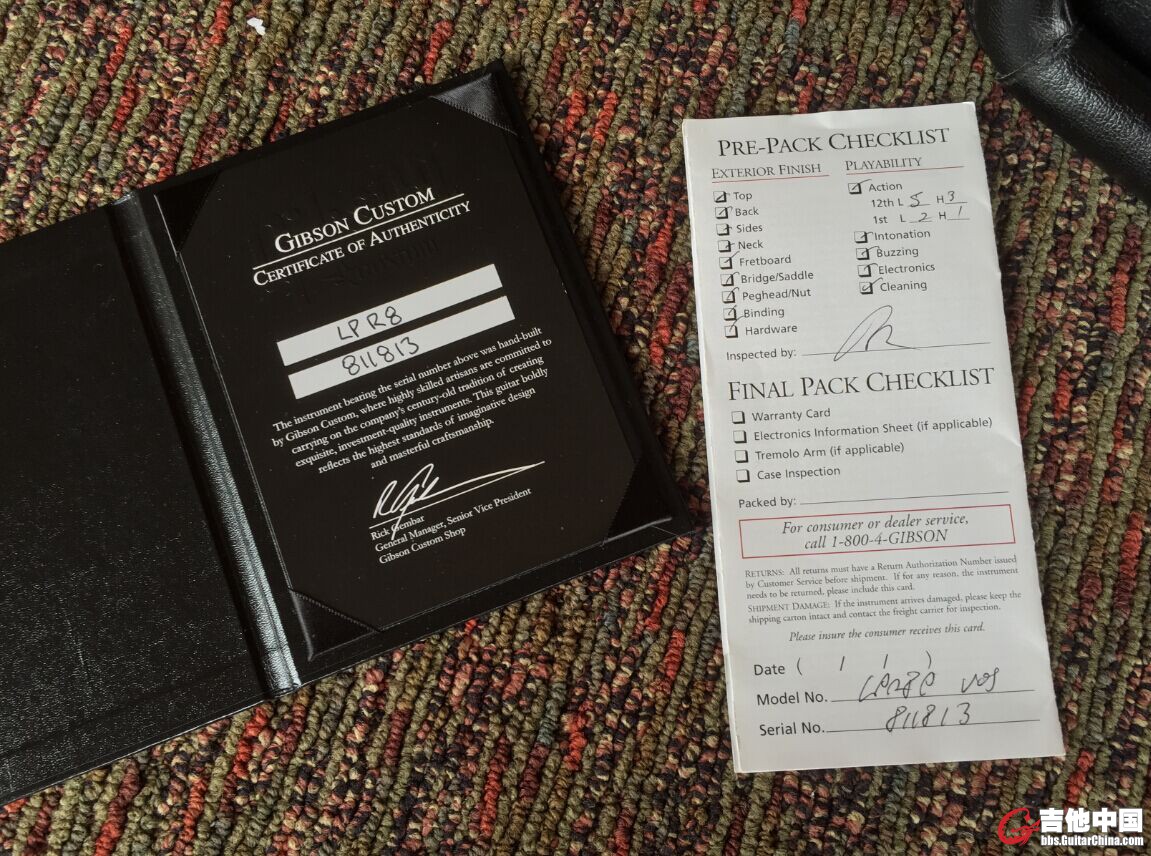 GIBSON CUSTOM
CERTIFICATE OF AUTHENTICITY
LP R8
811813
The instrument bearing the serial number above was hand-built
by Gibson Custom, where highly skilled artisans are committed to
carrying on the company's century-old tradition of creating
exquisite, investment-quality instruments. This guitar boldly
reflects the highest standards of imaginative design
and masterful craftsmanship.
Rick Gembar
General Manager, Senior Vice President
Gibson Custom Shop
PRE-PACK CHECKLIST
EXTERIOR FINISH
Top
Back
Sides
Neck
Fretboard
Bridge/Saddle
Peghead/Nut
Binding
Hardware
PLAYABILITY
Action
12th L 5 H 3
1st L 2 H 1
Intonation
Buzzing
Electronics
Cleaning
Inspected by:
FINAL PACK CHECKLIST
Warranty Card
Electronics Information Sheet (if applicable)
Tremolo Arm (if applicable)
Case Inspection
Packed by:
For consumer or dealer service,
call 1-800-4-GIBSON
RETURNS: All returns must have a Return Authorization Number issued
by Customer Service before shipment. If for any reason, the instrument
needs to be returned, please include this card.
SHIPMENT DAMAGE: If the instrument arrives damaged, please keep the
shipping carton intact and contact the freight carrier for inspection.
Please insure the consumer receives this card.
Date ( / / )
Model No. LPR8P VOS
Serial No. 811813
吉他中国
bbs.GuitarChina.com